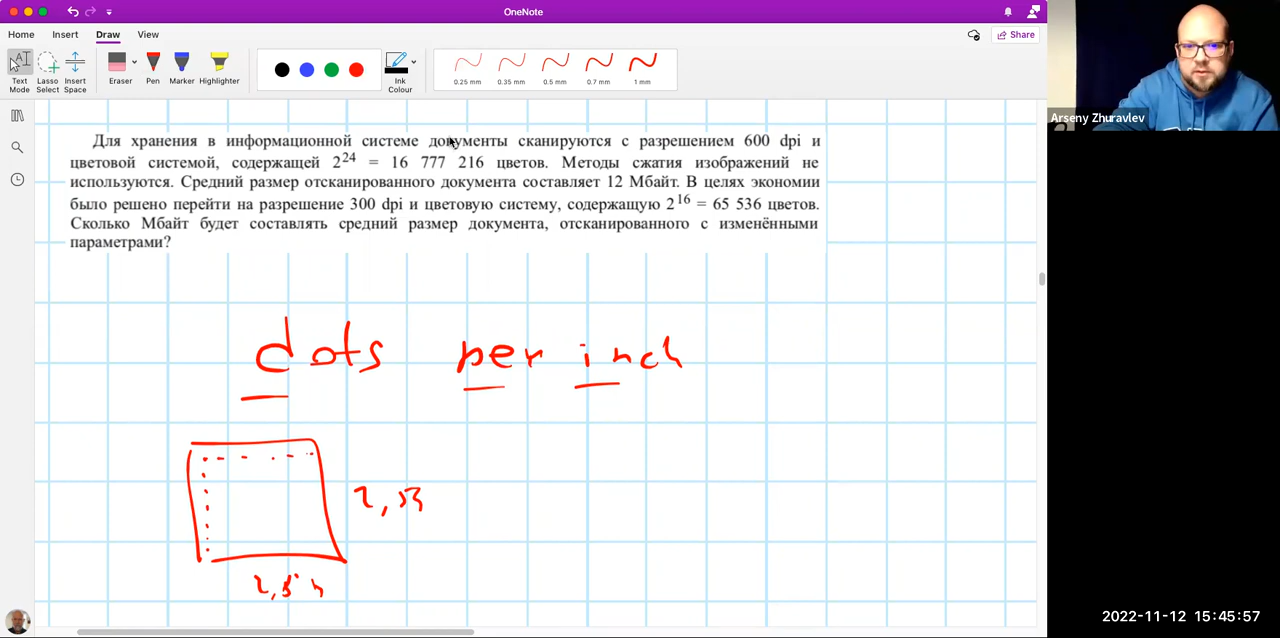 OneNote
Home Insert Draw View
Share
Text Mode
Lasso Select
Insert Space
Eraser
Pen
Marker
Highlighter
Ink Colour
0.25 mm
0.35 mm
0.5 mm
0.7 mm
1 mm
Arseny Zhuravlev
Для хранения в информационной системе документы сканируются с разрешением 600 dpi и
цветовой системой, содержащей 2²⁴ = 16 777 216 цветов. Методы сжатия изображений не
используются. Средний размер отсканированного документа составляет 12 Мбайт. В целях экономии
было решено перейти на разрешение 300 dpi и цветовую систему, содержащую 2¹⁶ = 65 536 цветов.
Сколько Мбайт будет составлять средний размер документа, отсканированного с изменёнными
параметрами?
dots per inch
2022-11-12 15:45:57